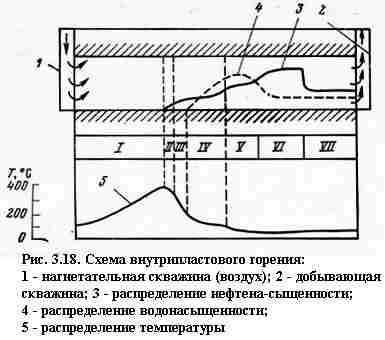 4 3 2
1
I II III IV V VI VII
T,°C
400
5
200
0
Рис. 3.18. Схема внутрипластового горения:
1 - нагнетательная скважина (воздух); 2 - добывающая
скважина; 3 - распределение нефтена-сыщенности;
4 - распределение водонасыщенности;
5 - распределение температуры